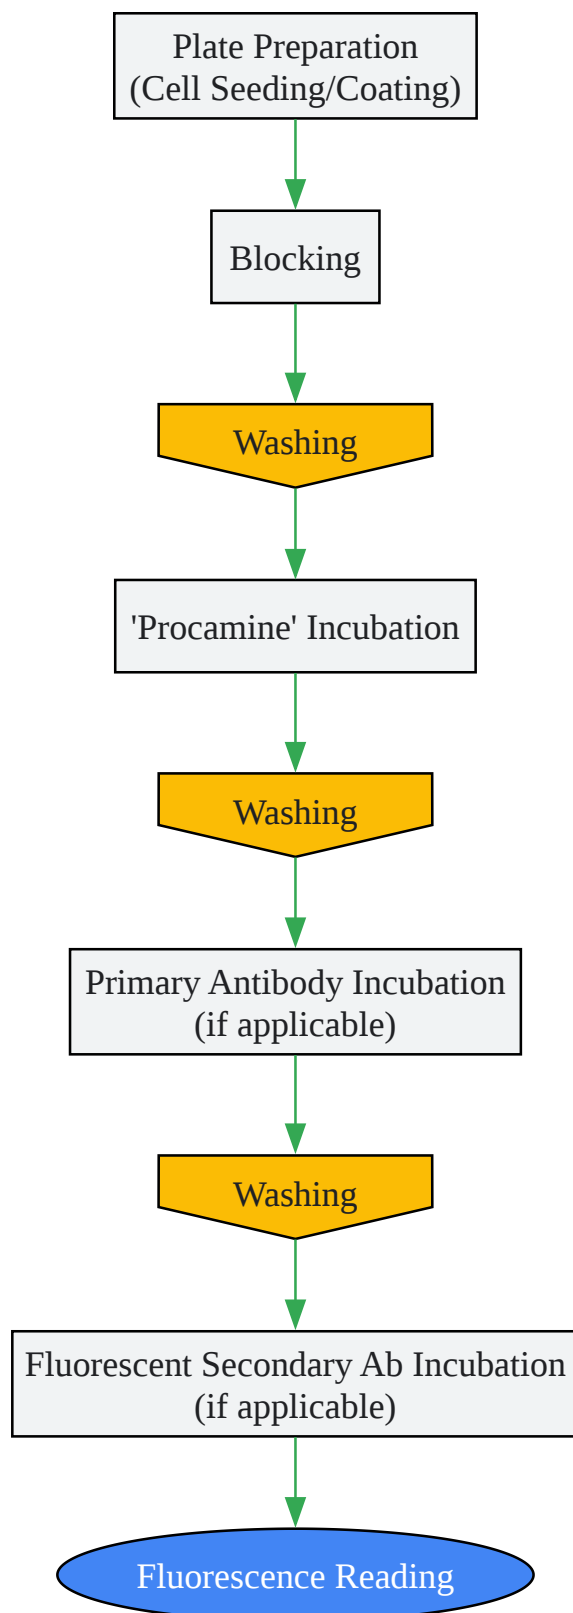 Plate Preparation
(Cell Seeding/Coating)
Blocking
Washing
'Procamine' Incubation
Washing
Primary Antibody Incubation
(if applicable)
Washing
Fluorescent Secondary Ab Incubation
(if applicable)
Fluorescence Reading